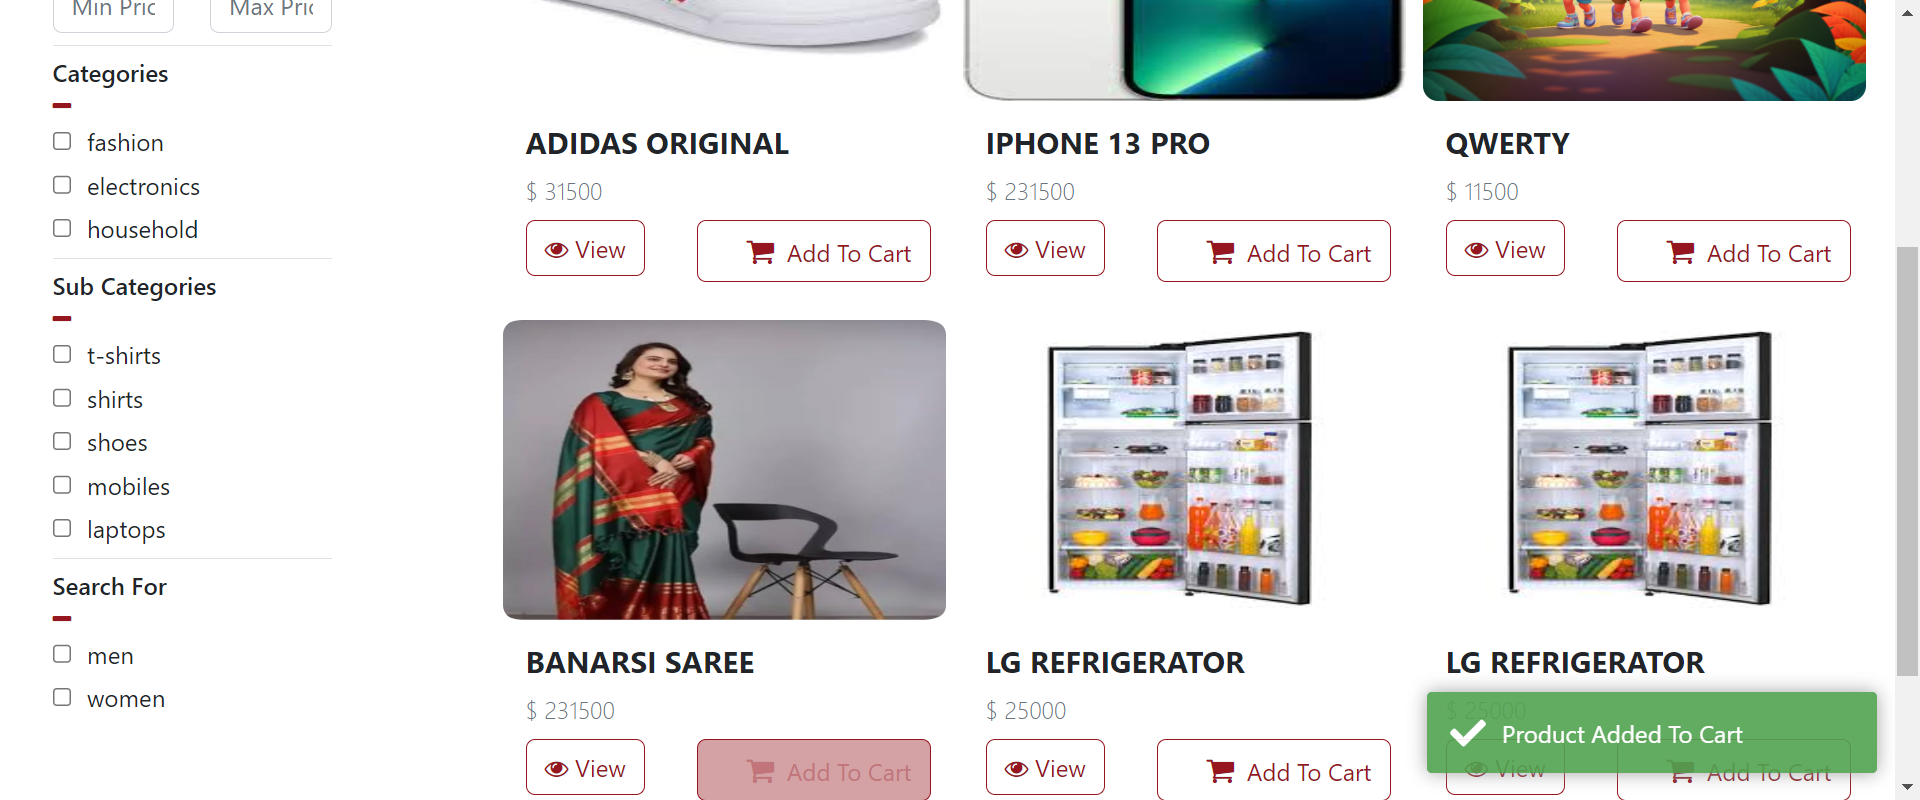 Min Pric
Max Pric
Categories
fashion
electronics
household
Sub Categories
t-shirts
shirts
shoes
mobiles
laptops
Search For
men
women
ADIDAS ORIGINAL
$ 31500
View
Add To Cart
IPHONE 13 PRO
$ 231500
View
Add To Cart
QWERTY
$ 11500
View
Add To Cart
BANARSI SAREE
$ 231500
View
Add To Cart
LG REFRIGERATOR
$ 25000
View
Add To Cart
LG REFRIGERATOR
$ 25000
Product Added To Cart
View
Add To Cart